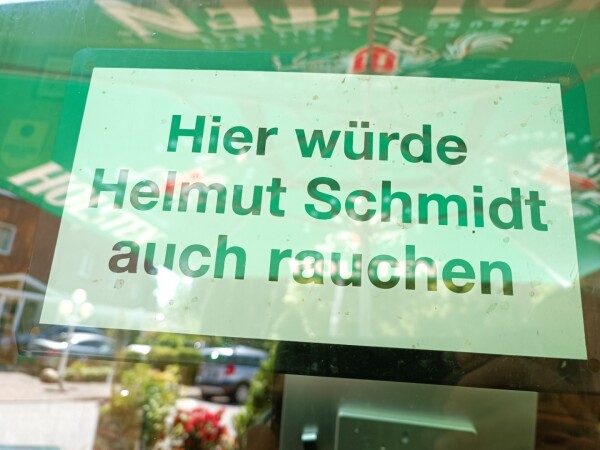 Hier würde
Helmut Schmidt
auch rauchen